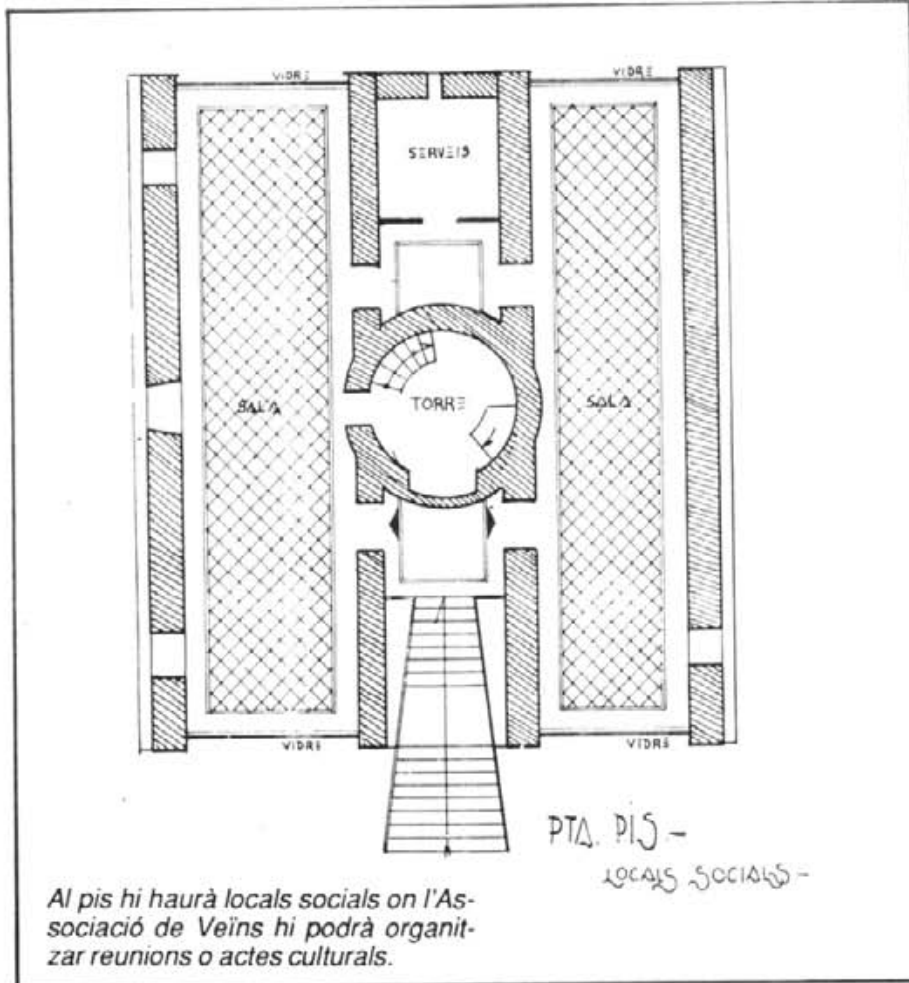 VIDRE VIDRE
SERVEIS
SALA TORRE SALA
VIDRE VIDRE
PTA. PIS -
LOCALS SOCIALS -
Al pis hi haurà locals socials on l'As-
sociació de Veïns hi podrà organit-
zar reunions o actes culturals.